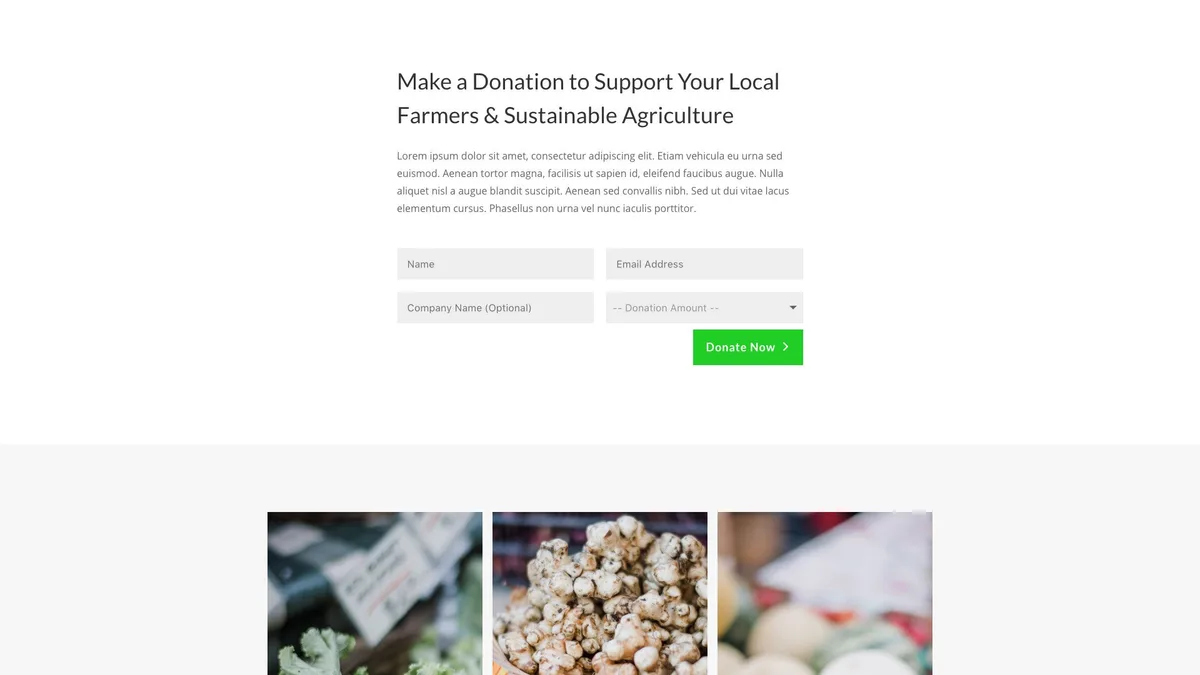 Make a Donation to Support Your Local
Farmers & Sustainable Agriculture
Lorem ipsum dolor sit amet, consectetur adipiscing elit. Etiam vehicula eu urna sed
euismod. Aenean tortor magna, facilisis ut sapien id, eleifend faucibus augue. Nulla
aliquet nisl a augue blandit suscipit. Aenean sed convallis nibh. Sed ut dui vitae lacus
elementum cursus. Phasellus non urna vel nunc iaculis porttitor.
Name
Email Address
Company Name (Optional)
-- Donation Amount --
Donate Now